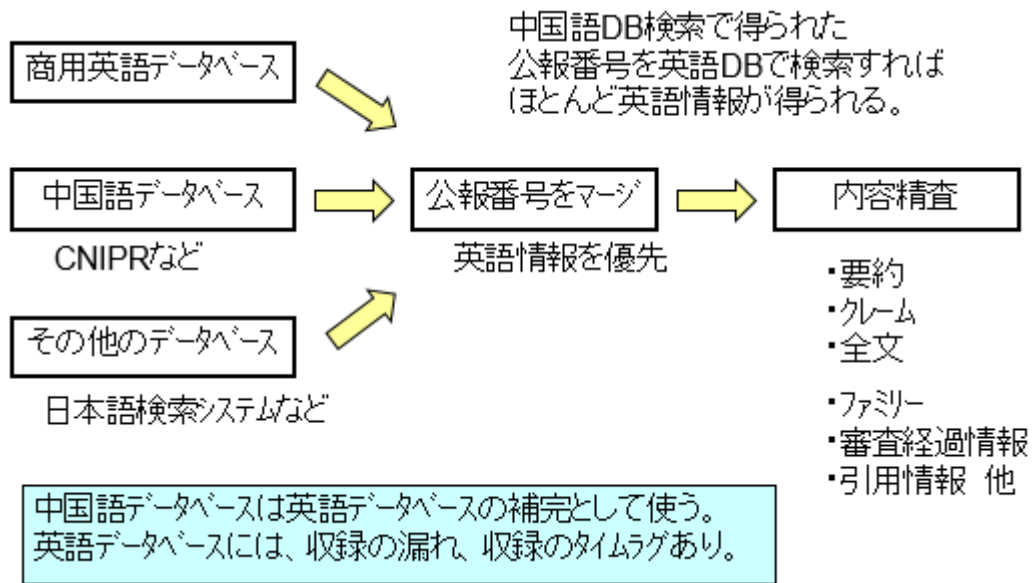 中国語DB検索で得られた
公報番号を英語DBで検索すれば
ほとんど英語情報が得られる。
商用英語データベース
中国語データベース
CNIPRなど
その他のデータベース
日本語検索システムなど
公報番号をマージ
英語情報を優先
内容精査
・要約
・クレーム
・全文
・ファミリー
・審査経過情報
・引用情報 他
中国語データベースは英語データベースの補完として使う。
英語データベースには、収録の漏れ、収録のタイムラグあり。